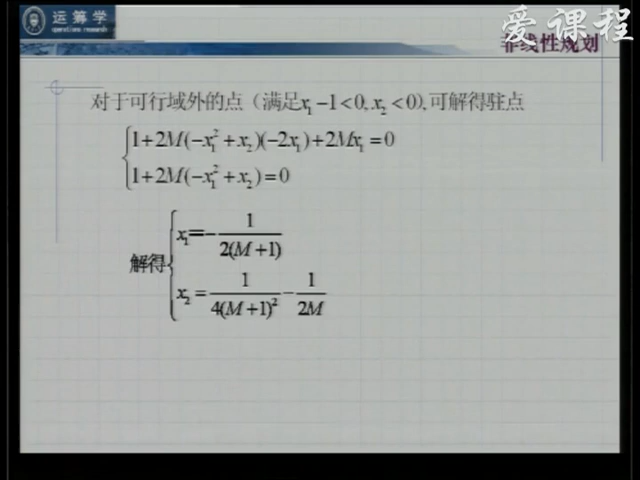 运筹学
operations research
爱课程
非线性规划
对于可行域外的点（满足x₁−1<0, x₂<0),可解得驻点
1+2M(−x₁²+x₂)(−2x₁)+2Mx₁=0
1+2M(−x₁²+x₂)=0
解得
x₁=−1/2(M+1)
x₂=1/4(M+1)²−1/2M